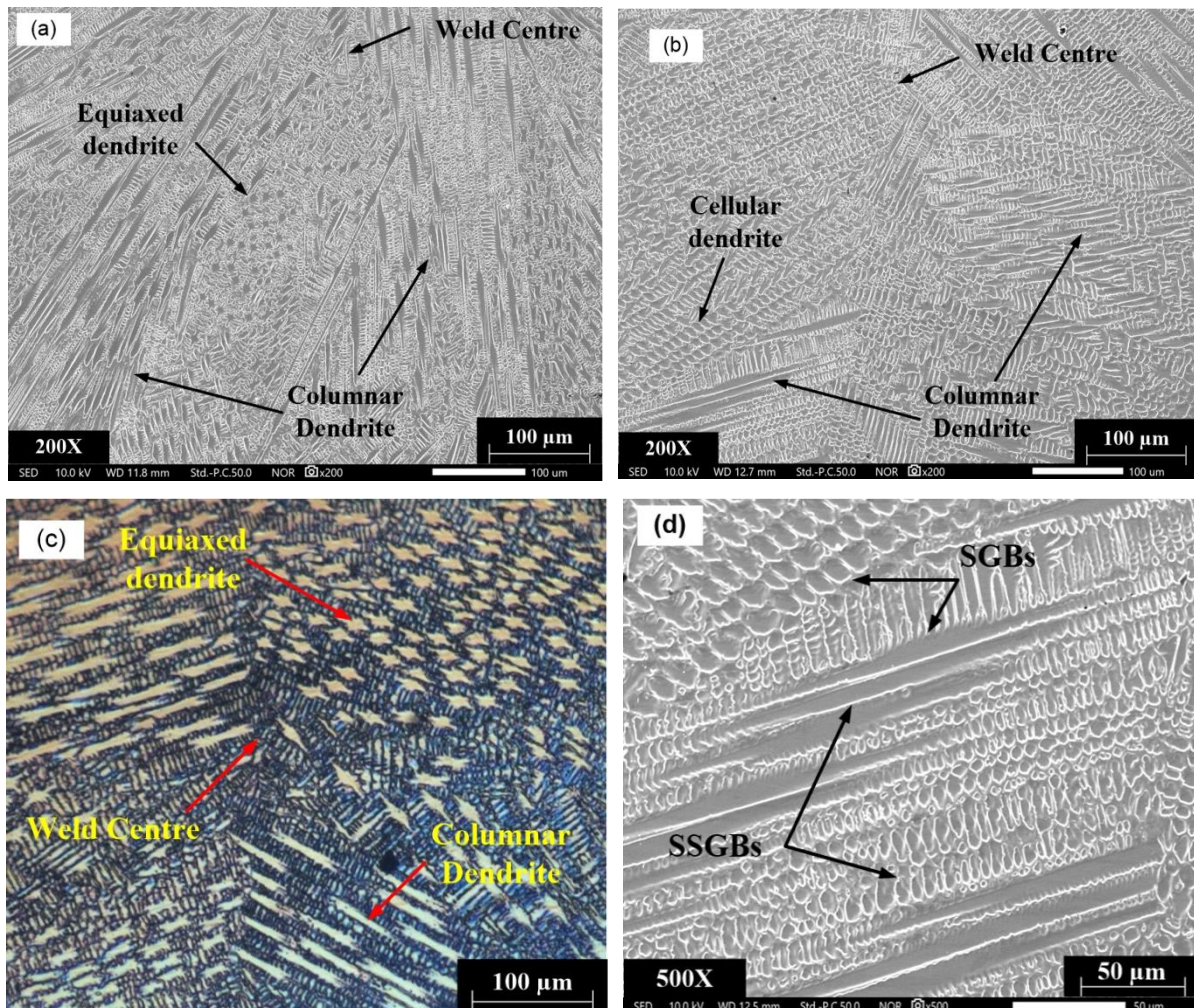 (a)
Weld Centre
Equiaxed
dendrite
Columnar
Dendrite
200X
100 µm
SED 10.0 kV WD 11.8 mm Std.-P.C.50.0 NOR x200 100 um
(b)
Weld Centre
Cellular
dendrite
Columnar
Dendrite
200X
100 µm
SED 10.0 kV WD 12.7 mm Std.-P.C.50.0 NOR x200 100 um
(c)
Equiaxed
dendrite
Weld Centre
Columnar
Dendrite
100 µm
(d)
SGBs
SSGBs
500X
50 µm
SED 10.0 kV WD 12.5 mm Std.-P.C.50.0 NOR x500 50 um